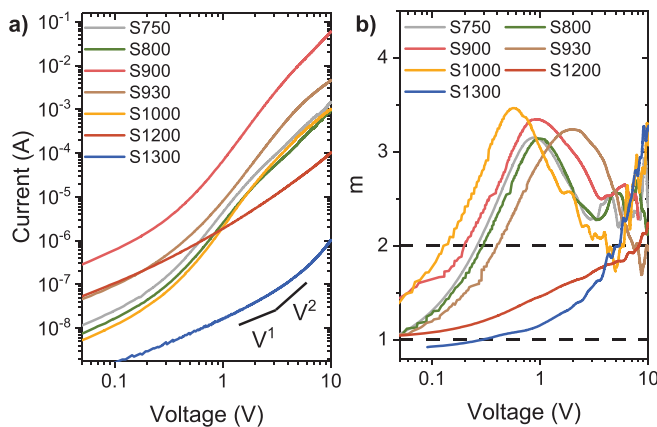 a)
S750
S800
S900
S930
S1000
S1200
S1300
10⁻¹
10⁻²
10⁻³
10⁻⁴
10⁻⁵
10⁻⁶
10⁻⁷
10⁻⁸
Current (A)
V¹
V²
0.1 1 10
Voltage (V)
b)
S750 S800
S900 S930
S1000 S1200
S1300
4
3
2
1
m
0.1 1 10
Voltage (V)